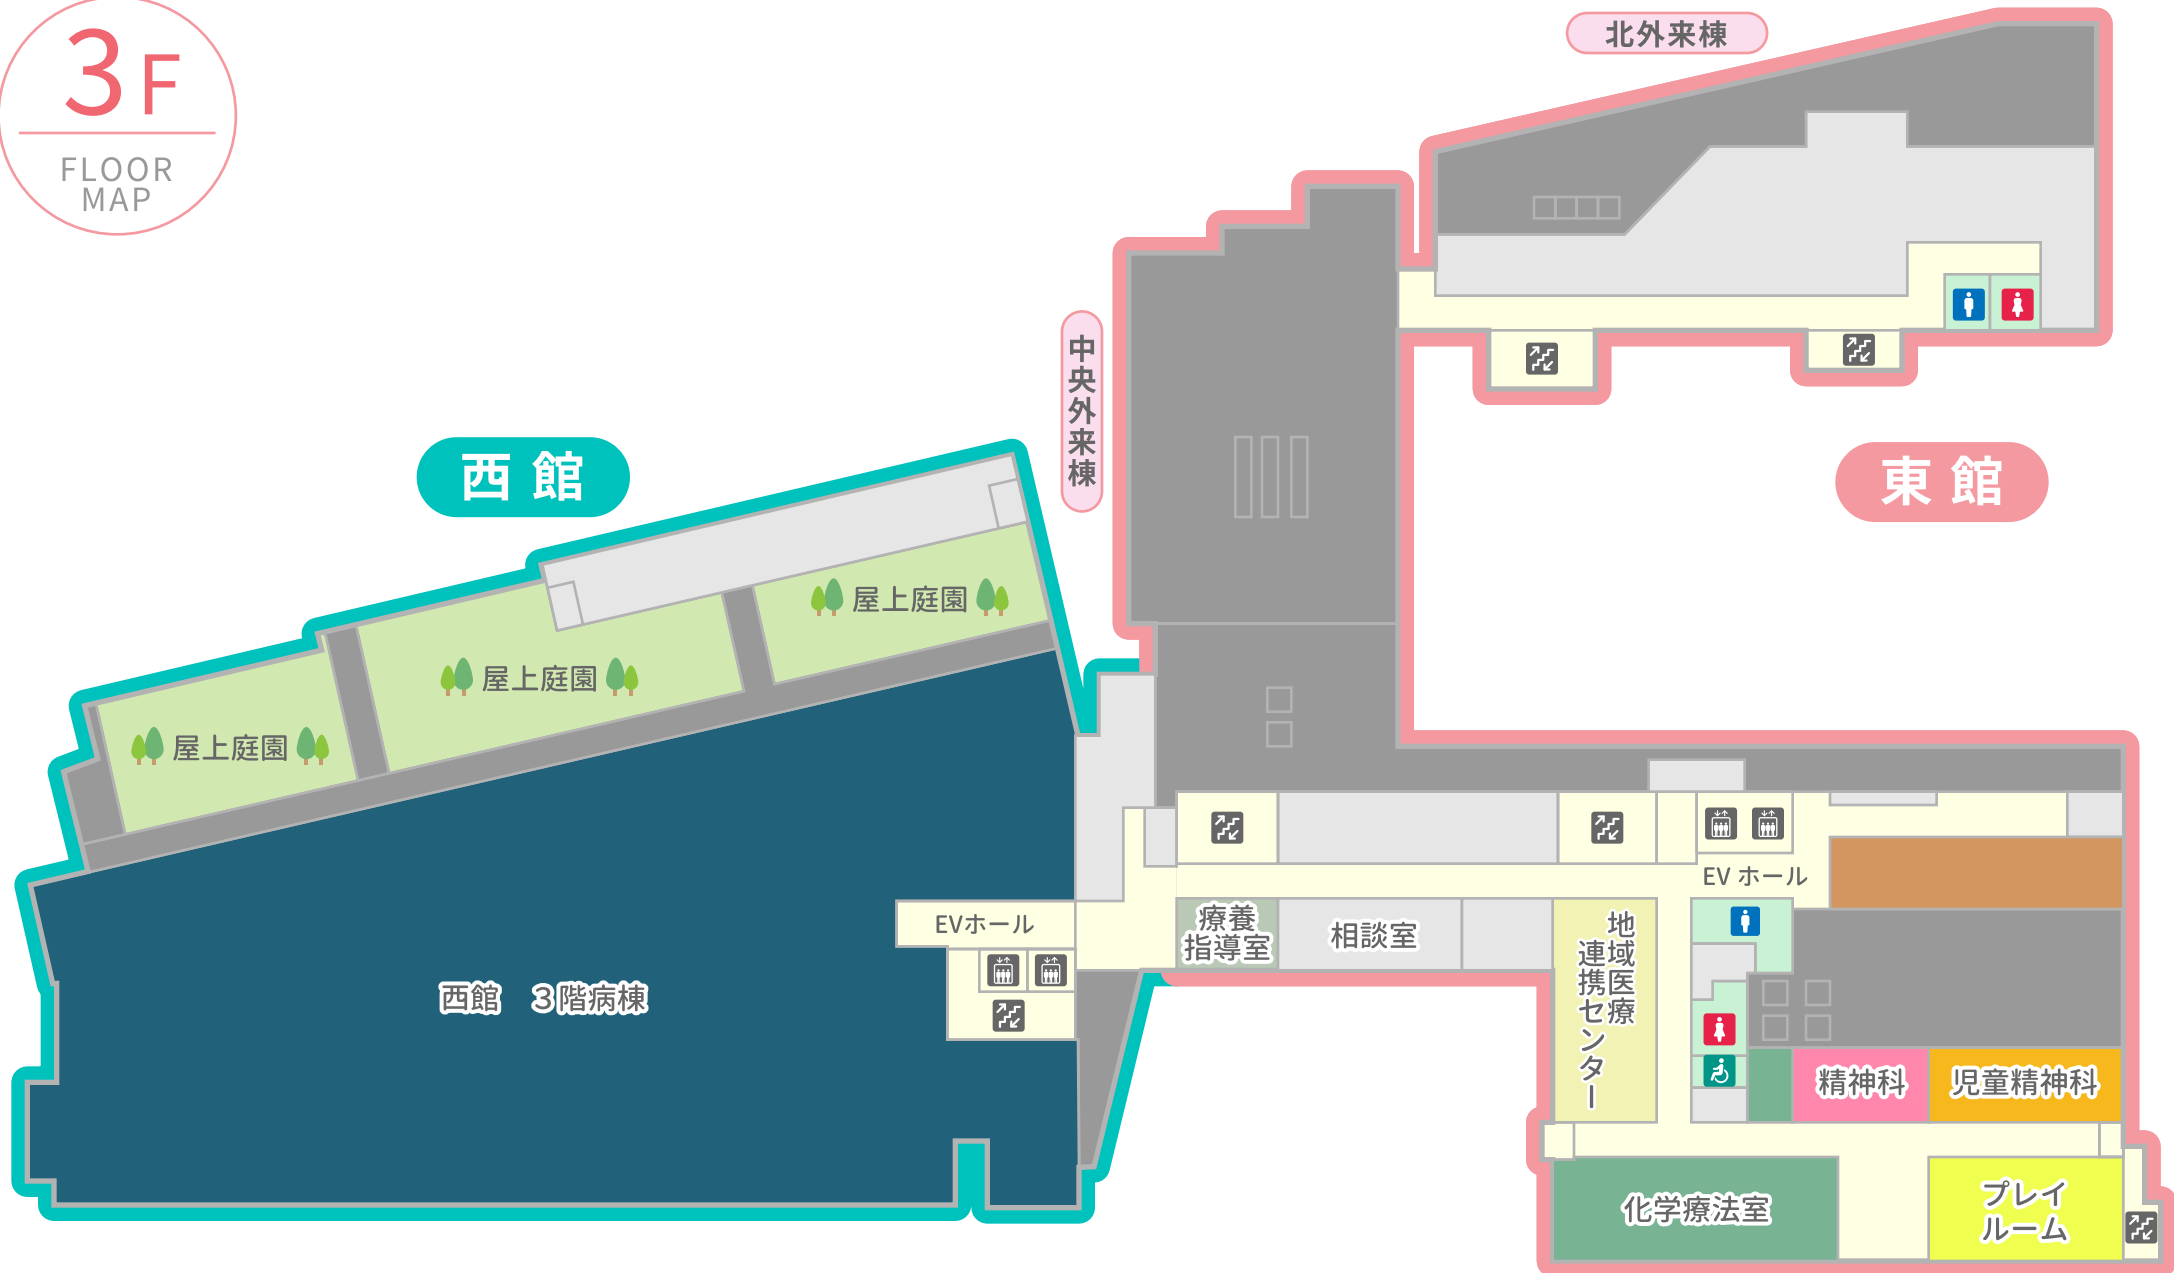 3F
FLOOR
MAP
北外来棟
中央外来棟
西館
東館
屋上庭園
屋上庭園
屋上庭園
EVホール
EVホール
療養
指導室
相談室
地域医療
連携センター
西館　3階病棟
精神科
児童精神科
化学療法室
プレイ
ルーム